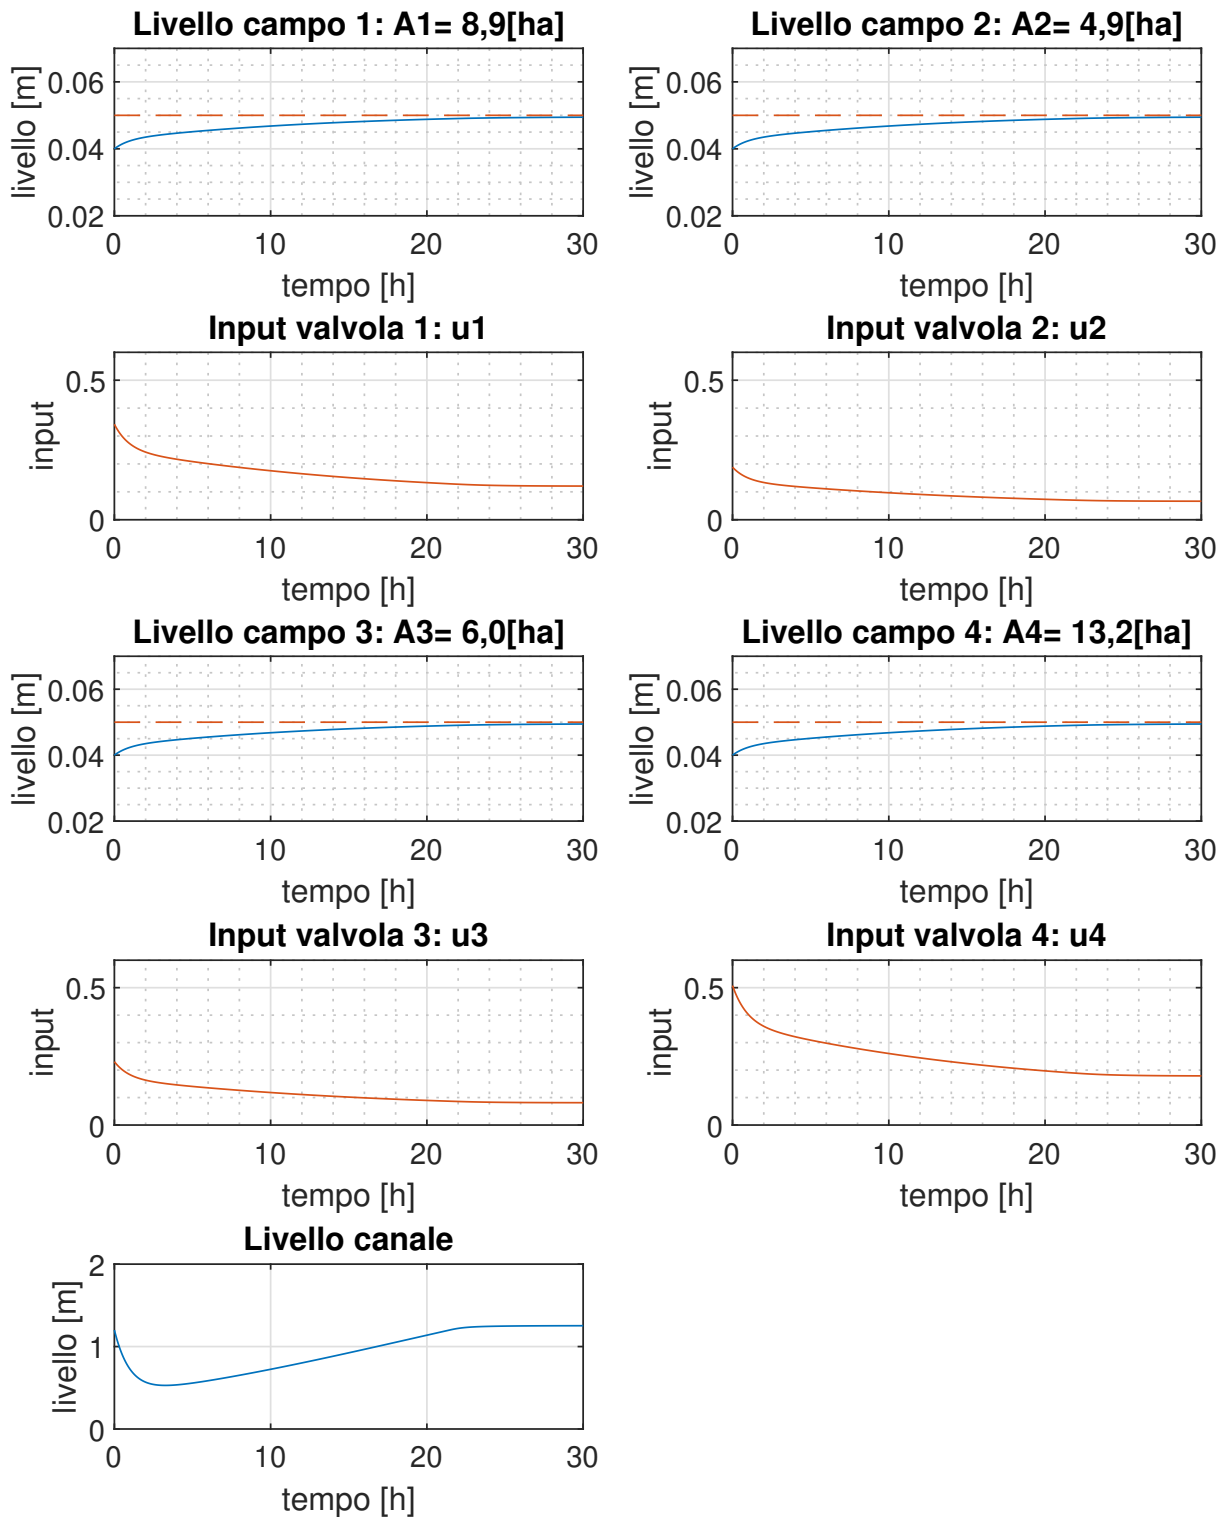 Livello campo 1: A1= 8,9[ha]
livello [m]
0.06
0.04
0.02
0 10 20 30
tempo [h]
Livello campo 2: A2= 4,9[ha]
livello [m]
0.06
0.04
0.02
0 10 20 30
tempo [h]
Input valvola 1: u1
input
0.5
0
0 10 20 30
tempo [h]
Input valvola 2: u2
input
0.5
0
0 10 20 30
tempo [h]
Livello campo 3: A3= 6,0[ha]
livello [m]
0.06
0.04
0.02
0 10 20 30
tempo [h]
Livello campo 4: A4= 13,2[ha]
livello [m]
0.06
0.04
0.02
0 10 20 30
tempo [h]
Input valvola 3: u3
input
0.5
0
0 10 20 30
tempo [h]
Input valvola 4: u4
input
0.5
0
0 10 20 30
tempo [h]
Livello canale
livello [m]
2
1
0
0 10 20 30
tempo [h]